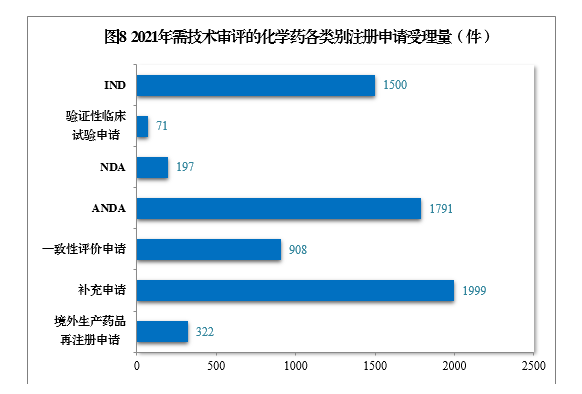 图8 2021年需技术审评的化学药各类别注册申请受理量（件）
IND
1500
验证性临床
试验申请
71
NDA
197
ANDA
1791
一致性评价申请
908
补充申请
1999
境外生产药品
再注册申请
322
0 500 1000 1500 2000 2500